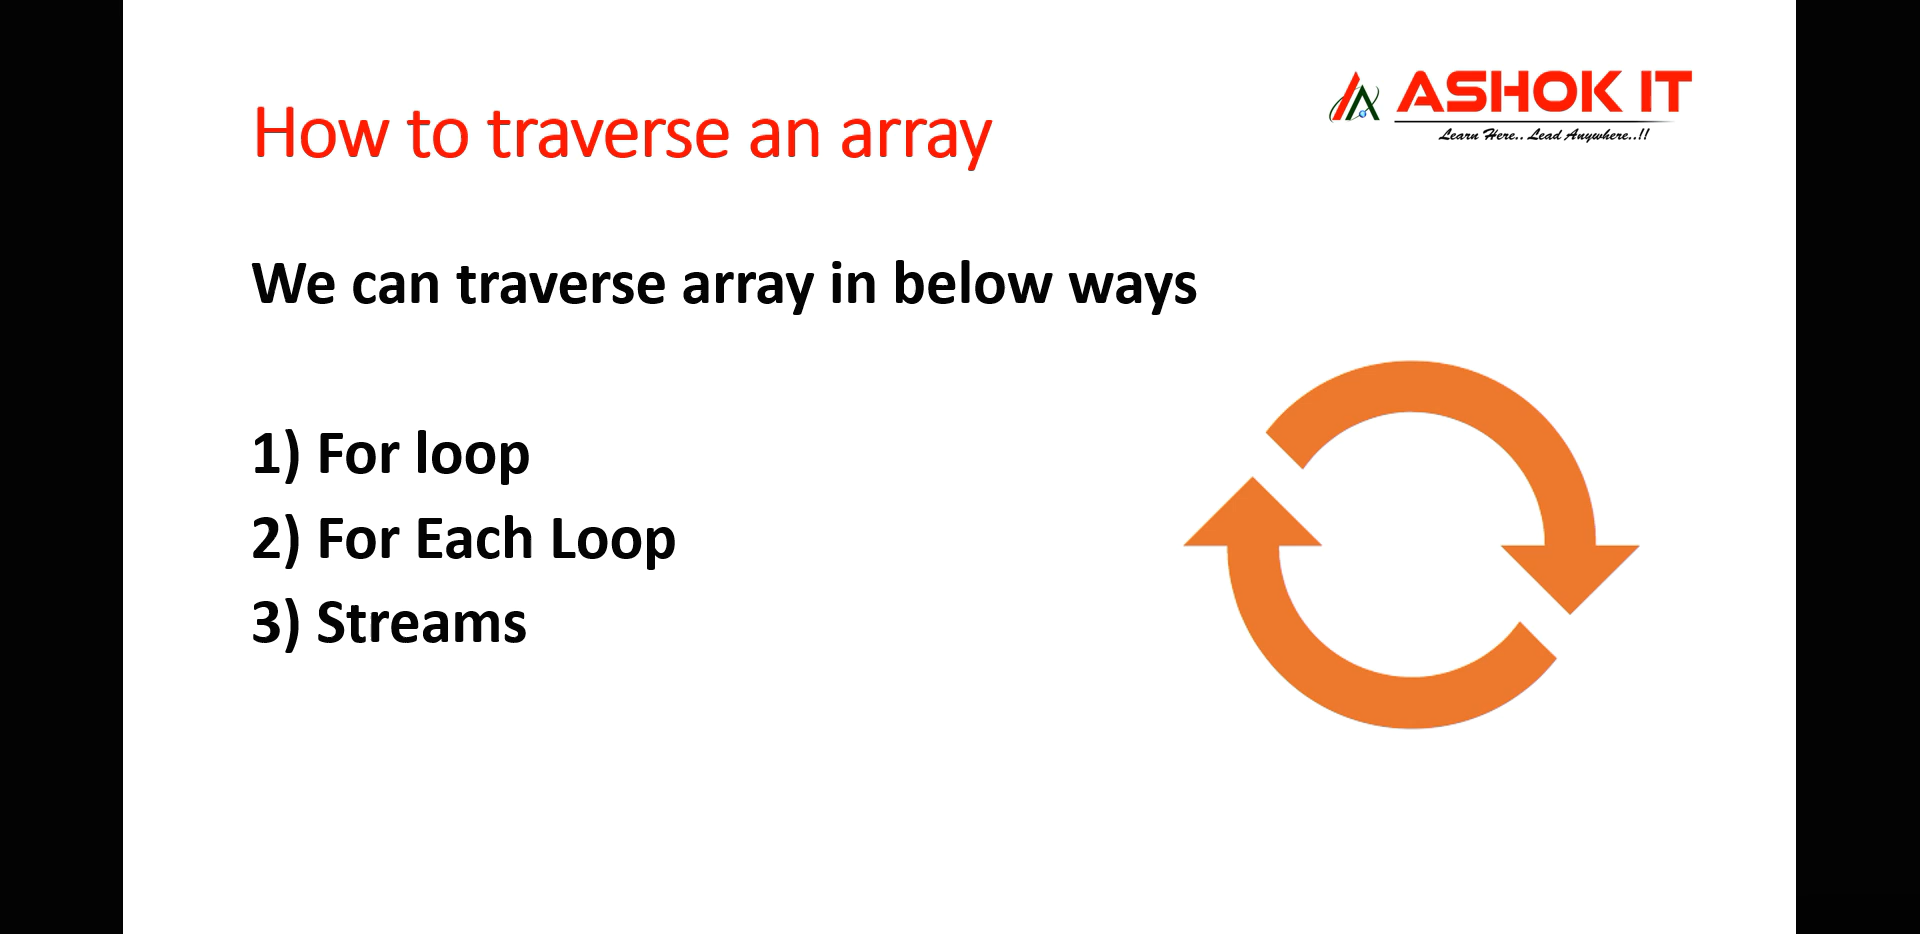 How to traverse an array
ASHOK IT
Learn Here.. Lead Anywhere..!!
We can traverse array in below ways
1) For loop
2) For Each Loop
3) Streams